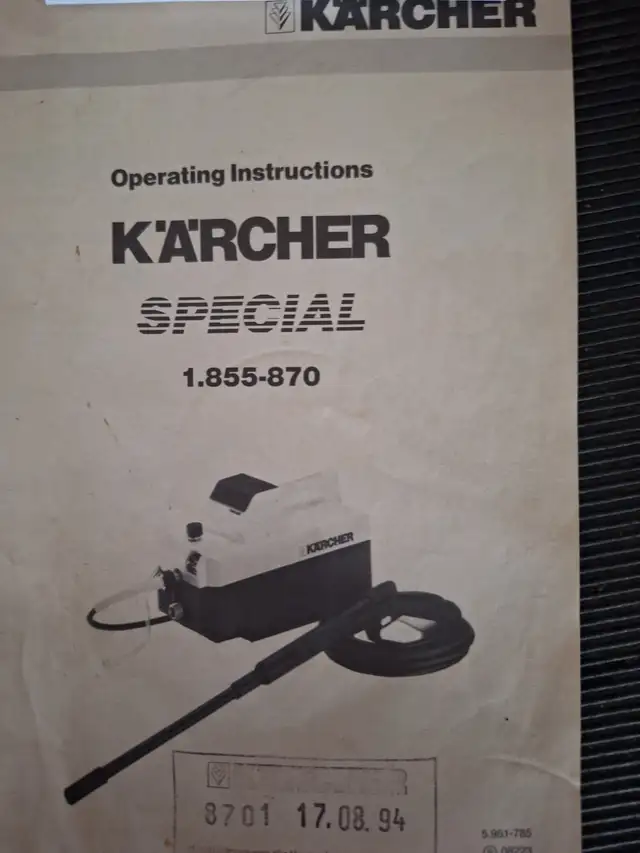 KÄRCHER
Operating Instructions
KÄRCHER
SPECIAL
1.855-870
KÄRCHER
8701 17.08.94
5.951-785